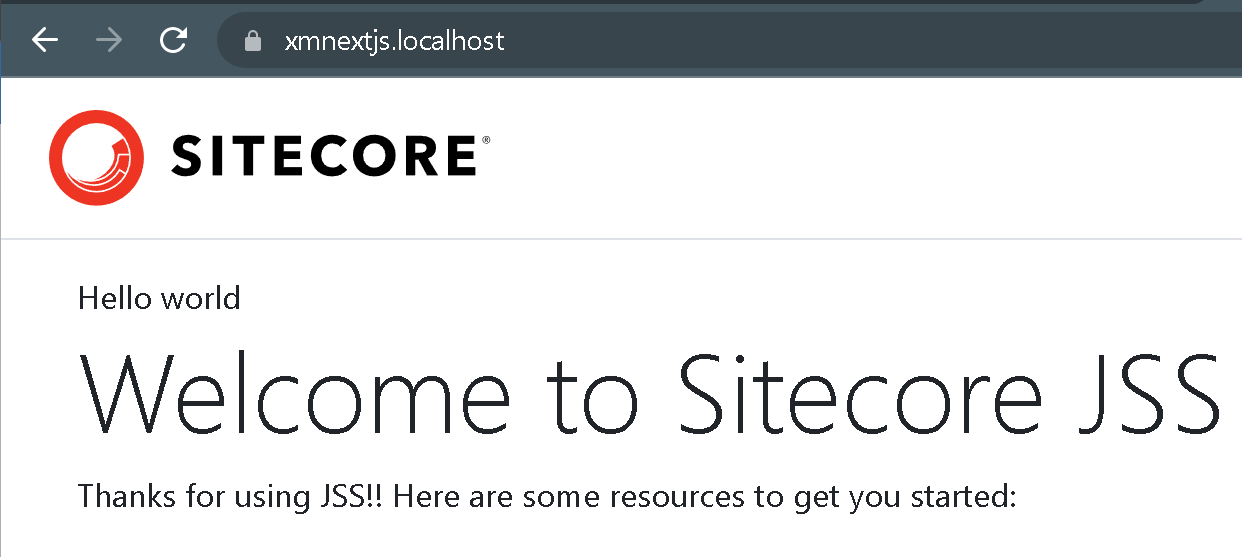 xmnextjs.localhost
SITECORE®
Hello world
Welcome to Sitecore JSS
Thanks for using JSS!! Here are some resources to get you started: